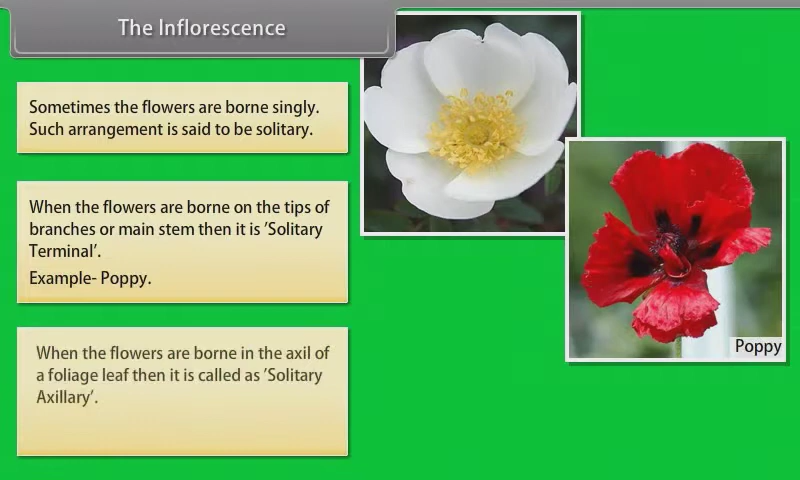 The Inflorescence
Sometimes the flowers are borne singly.
Such arrangement is said to be solitary.
When the flowers are borne on the tips of
branches or main stem then it is 'Solitary
Terminal'.
Example- Poppy.
When the flowers are borne in the axil of
a foliage leaf then it is called as 'Solitary
Axillary'.
Poppy